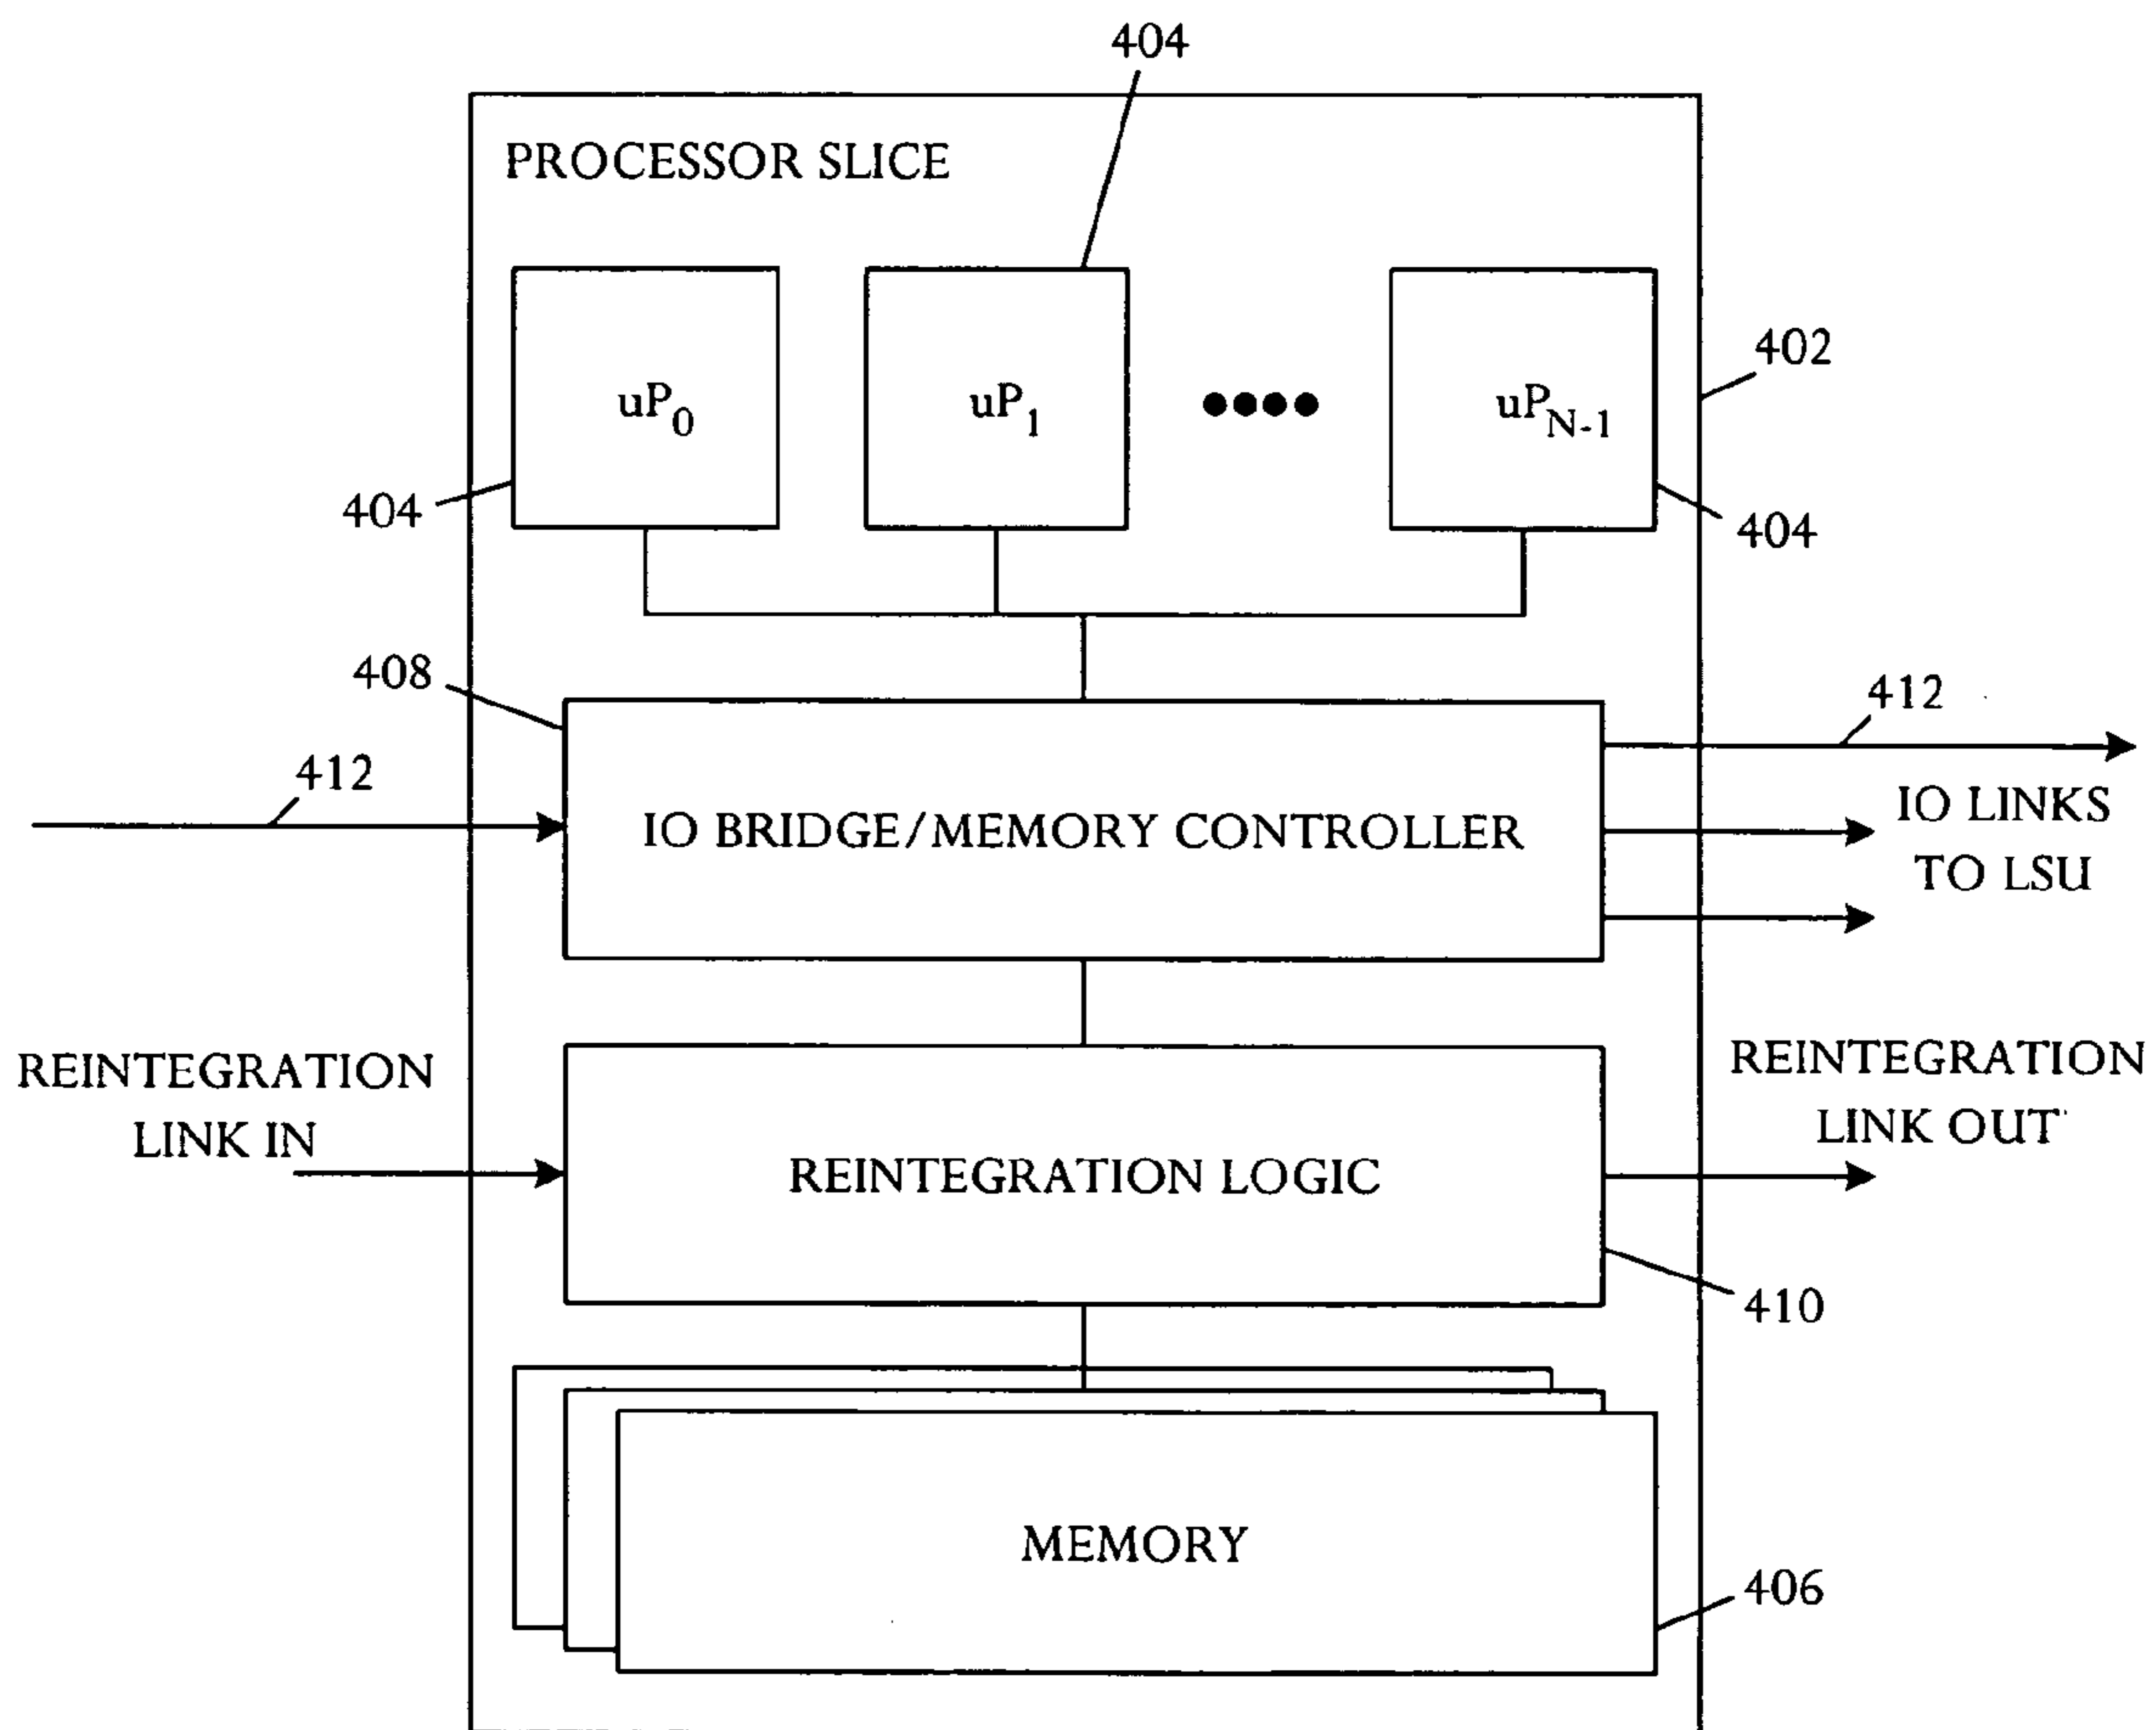 404
PROCESSOR SLICE
uP0
uP1
uPN-1
402
404
404
408
412
412
IO BRIDGE/MEMORY CONTROLLER
IO LINKS
TO LSU
REINTEGRATION
LINK IN
REINTEGRATION
LINK OUT
REINTEGRATION LOGIC
410
MEMORY
406